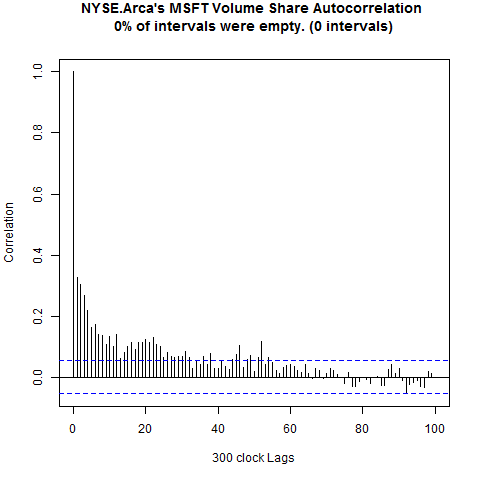 NYSE.Arca's MSFT Volume Share Autocorrelation
0% of intervals were empty. (0 intervals)
1.0
0.8
0.6
0.4
0.2
0.0
Correlation
0 20 40 60 80 100
300 clock Lags